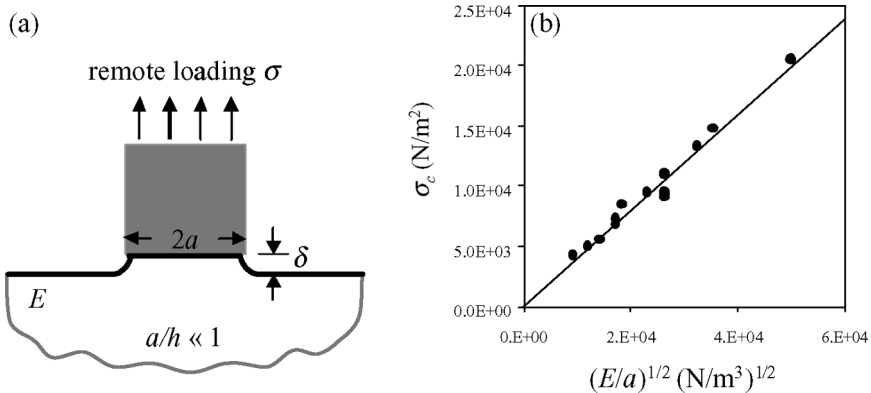 (a)
remote loading σ
2a
δ
E
a/h ≪ 1
(b)
2.5E+04
2.0E+04
1.5E+04
1.0E+04
5.0E+03
0.0E+00
σc (N/m²)
0.E+00 2.E+04 4.E+04 6.E+04
(E/a)^1/2 (N/m³)^1/2